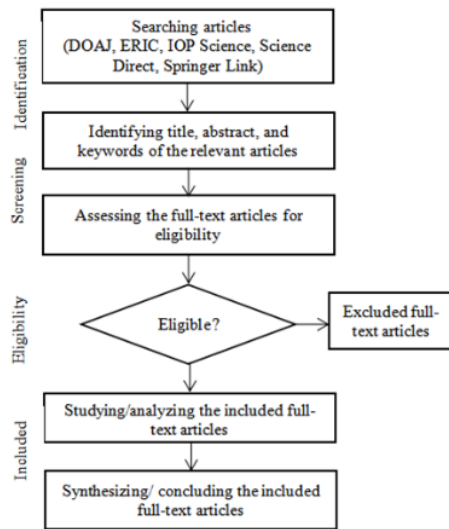 Searching articles
(DOAJ, ERIC, IOP Science, Science
Direct, Springer Link)
Identification
Identifying title, abstract, and
keywords of the relevant articles
Screening
Assessing the full-text articles for
eligibility
Eligibility
Eligible?
Excluded full-
text articles
Included
Studying/analyzing the included full-
text articles
Synthesizing/ concluding the included
full-text articles